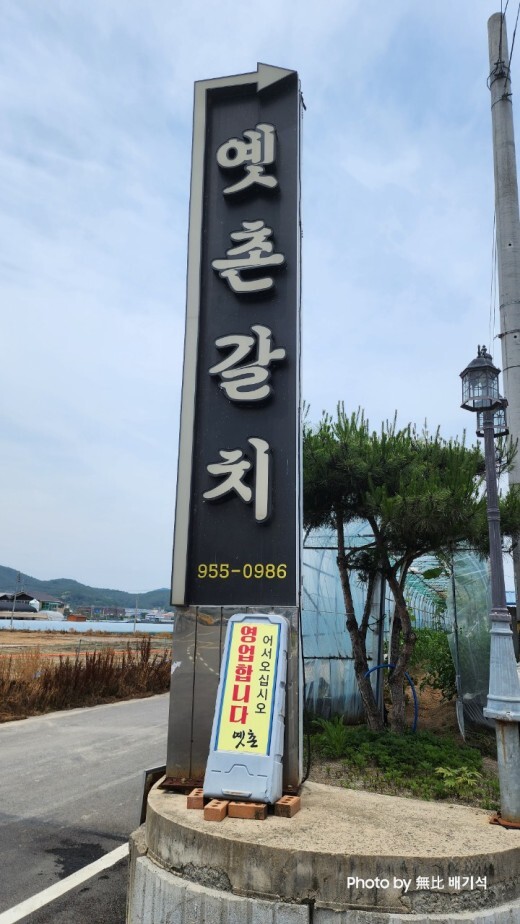 옛촌갈치
955-0986
어서오십시오
영업합니다
옛촌
Photo by 無比 배기석